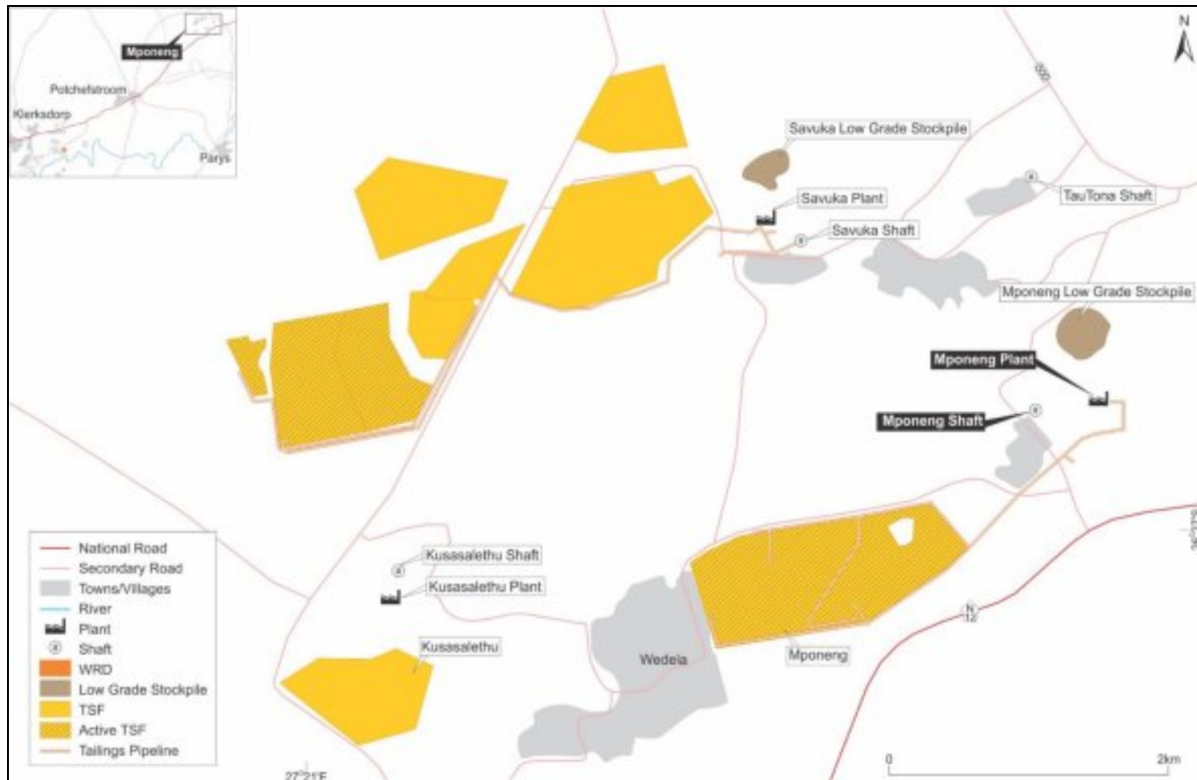 Mponeng
Potchefstroom
Klerksdorp
Parys
N
500
Savuka Low Grade Stockpile
TauTona Shaft
Savuka Plant
Savuka Shaft
Mponeng Low Grade Stockpile
Mponeng Plant
Mponeng Shaft
Kusasalethu Shaft
Kusasalethu Plant
Kusasalethu
Wedela
Mponeng
N
12
National Road
Secondary Road
Towns/Villages
River
Plant
Shaft
WRD
Low Grade Stockpile
TSF
Active TSF
Tailings Pipeline
27°21'E
0
2km